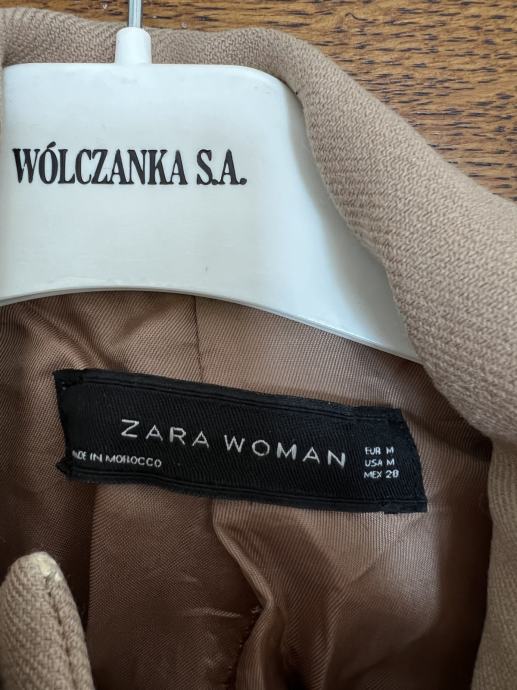 WÓLCZANKA S.A.
ZARA WOMAN
MADE IN MOROCCO
EUR M
USA M
MEX 28